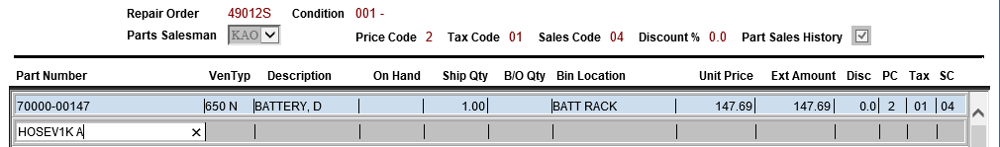 Repair Order 49012S Condition 001 -
Parts Salesman KAO Price Code 2 Tax Code 01 Sales Code 04 Discount % 0.0 Part Sales History
Part Number VenTyp Description On Hand Ship Qty B/O Qty Bin Location Unit Price Ext Amount Disc PC Tax SC
70000-00147 650 N BATTERY, D 1.00 BATT RACK 147.69 147.69 0.0 2 01 04
HOSEV1K A